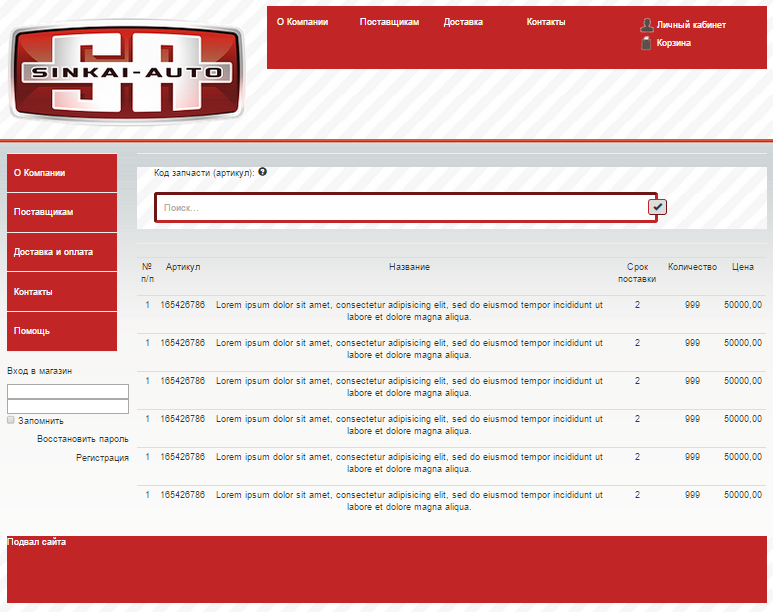 SINKAI-AUTO
О Компании Поставщикам Доставка Контакты
Личный кабинет
Корзина
О Компании
Поставщикам
Доставка и оплата
Контакты
Помощь
Вход в магазин
Запомнить
Восстановить пароль
Регистрация
Код запчасти (артикул):
Поиск...
№ п/п Артикул Название Срок поставки Количество Цена
1 165426786 Lorem ipsum dolor sit amet, consectetur adipisicing elit, sed do eiusmod tempor incididunt ut
labore et dolore magna aliqua. 2 999 50000,00
1 165426786 Lorem ipsum dolor sit amet, consectetur adipisicing elit, sed do eiusmod tempor incididunt ut
labore et dolore magna aliqua. 2 999 50000,00
1 165426786 Lorem ipsum dolor sit amet, consectetur adipisicing elit, sed do eiusmod tempor incididunt ut
labore et dolore magna aliqua. 2 999 50000,00
1 165426786 Lorem ipsum dolor sit amet, consectetur adipisicing elit, sed do eiusmod tempor incididunt ut
labore et dolore magna aliqua. 2 999 50000,00
1 165426786 Lorem ipsum dolor sit amet, consectetur adipisicing elit, sed do eiusmod tempor incididunt ut
labore et dolore magna aliqua. 2 999 50000,00
1 165426786 Lorem ipsum dolor sit amet, consectetur adipisicing elit, sed do eiusmod tempor incididunt ut
labore et dolore magna aliqua. 2 999 50000,00
Подвал сайта